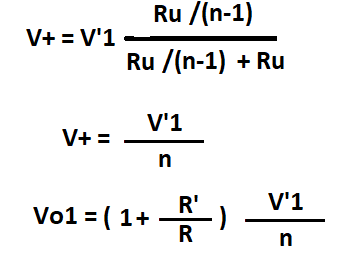 V+ = V'1 Ru /(n-1)
Ru /(n-1) + Ru
V+ = V'1
n
Vo1 = ( 1 + R' ) V'1
R n